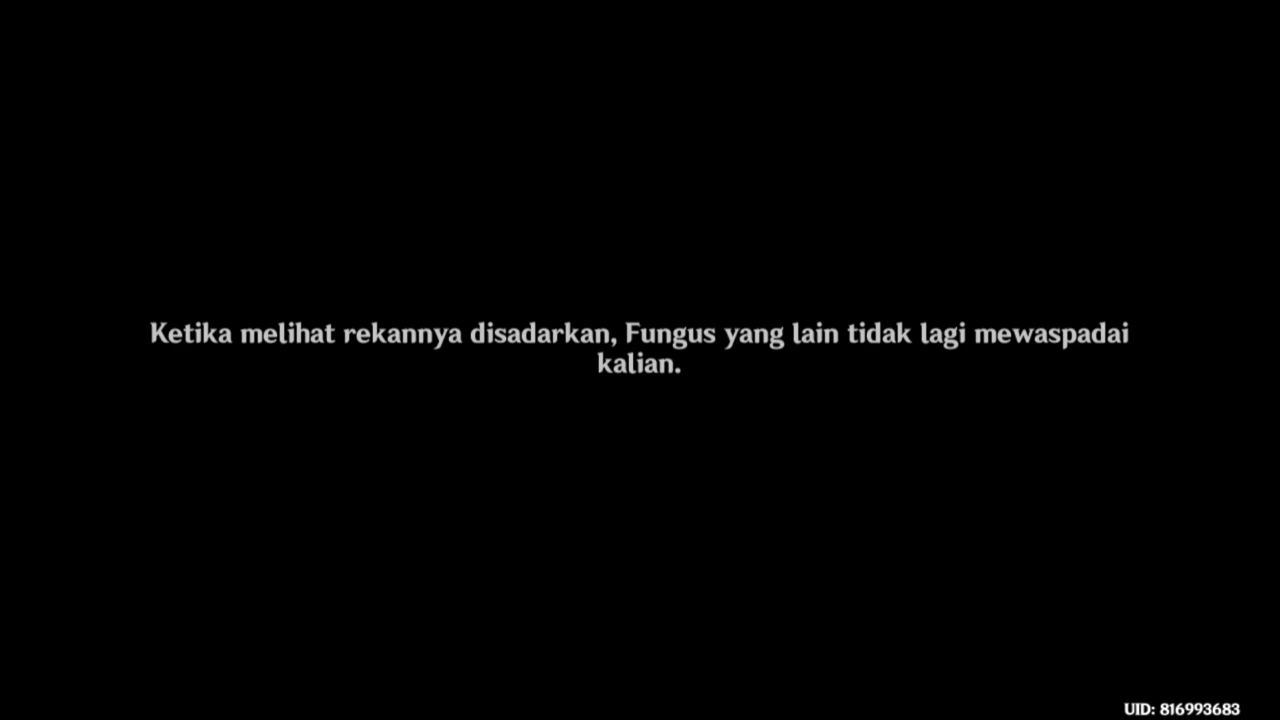 Ketika melihat rekannya disadarkan, Fungus yang lain tidak lagi mewaspadai
kalian.
UID: 816993683